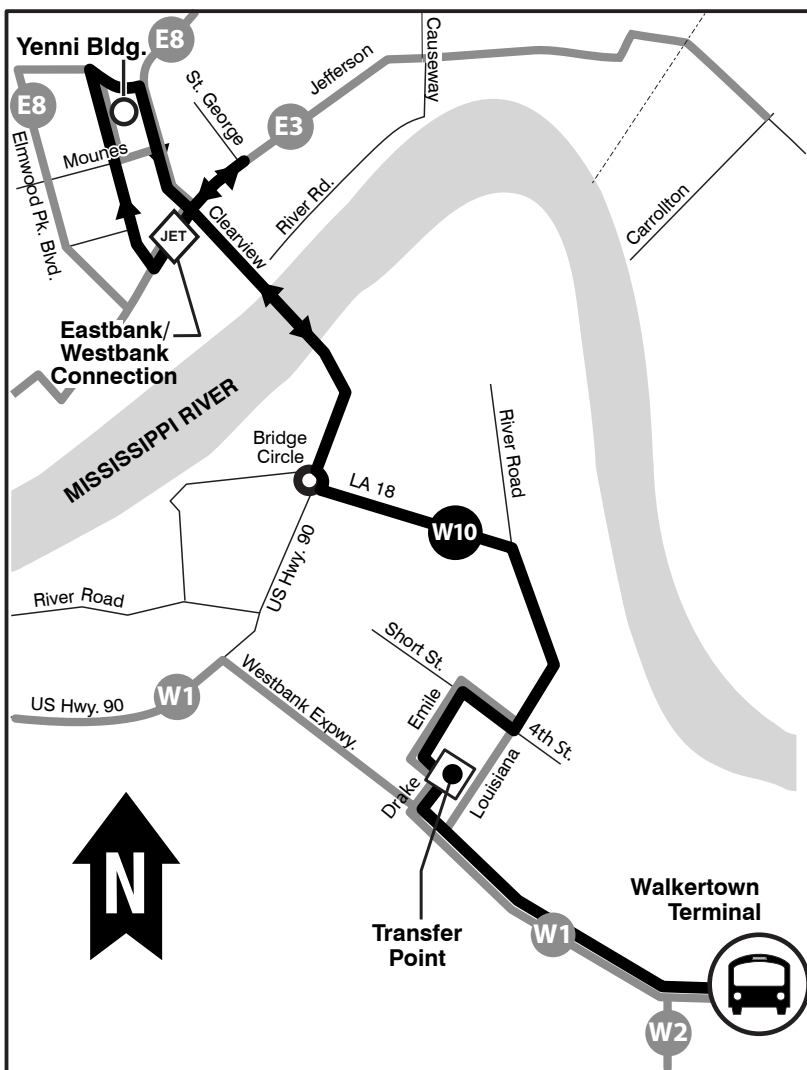 Yenni Bldg.
E8
E8
St. George
Jefferson
E3
Causeway
Mounes
Elmwood Pk. Blvd.
River Rd.
Carrollton
JET
Clearview
Eastbank/
Westbank
Connection
MISSISSIPPI RIVER
Bridge
Circle
LA 18
River Road
W10
US Hwy. 90
River Road
Short St.
US Hwy. 90
W1
Westbank Expwy.
Emile
4th St.
Louisiana
Drake
N
Transfer
Point
Walkertown
Terminal
W1
W2